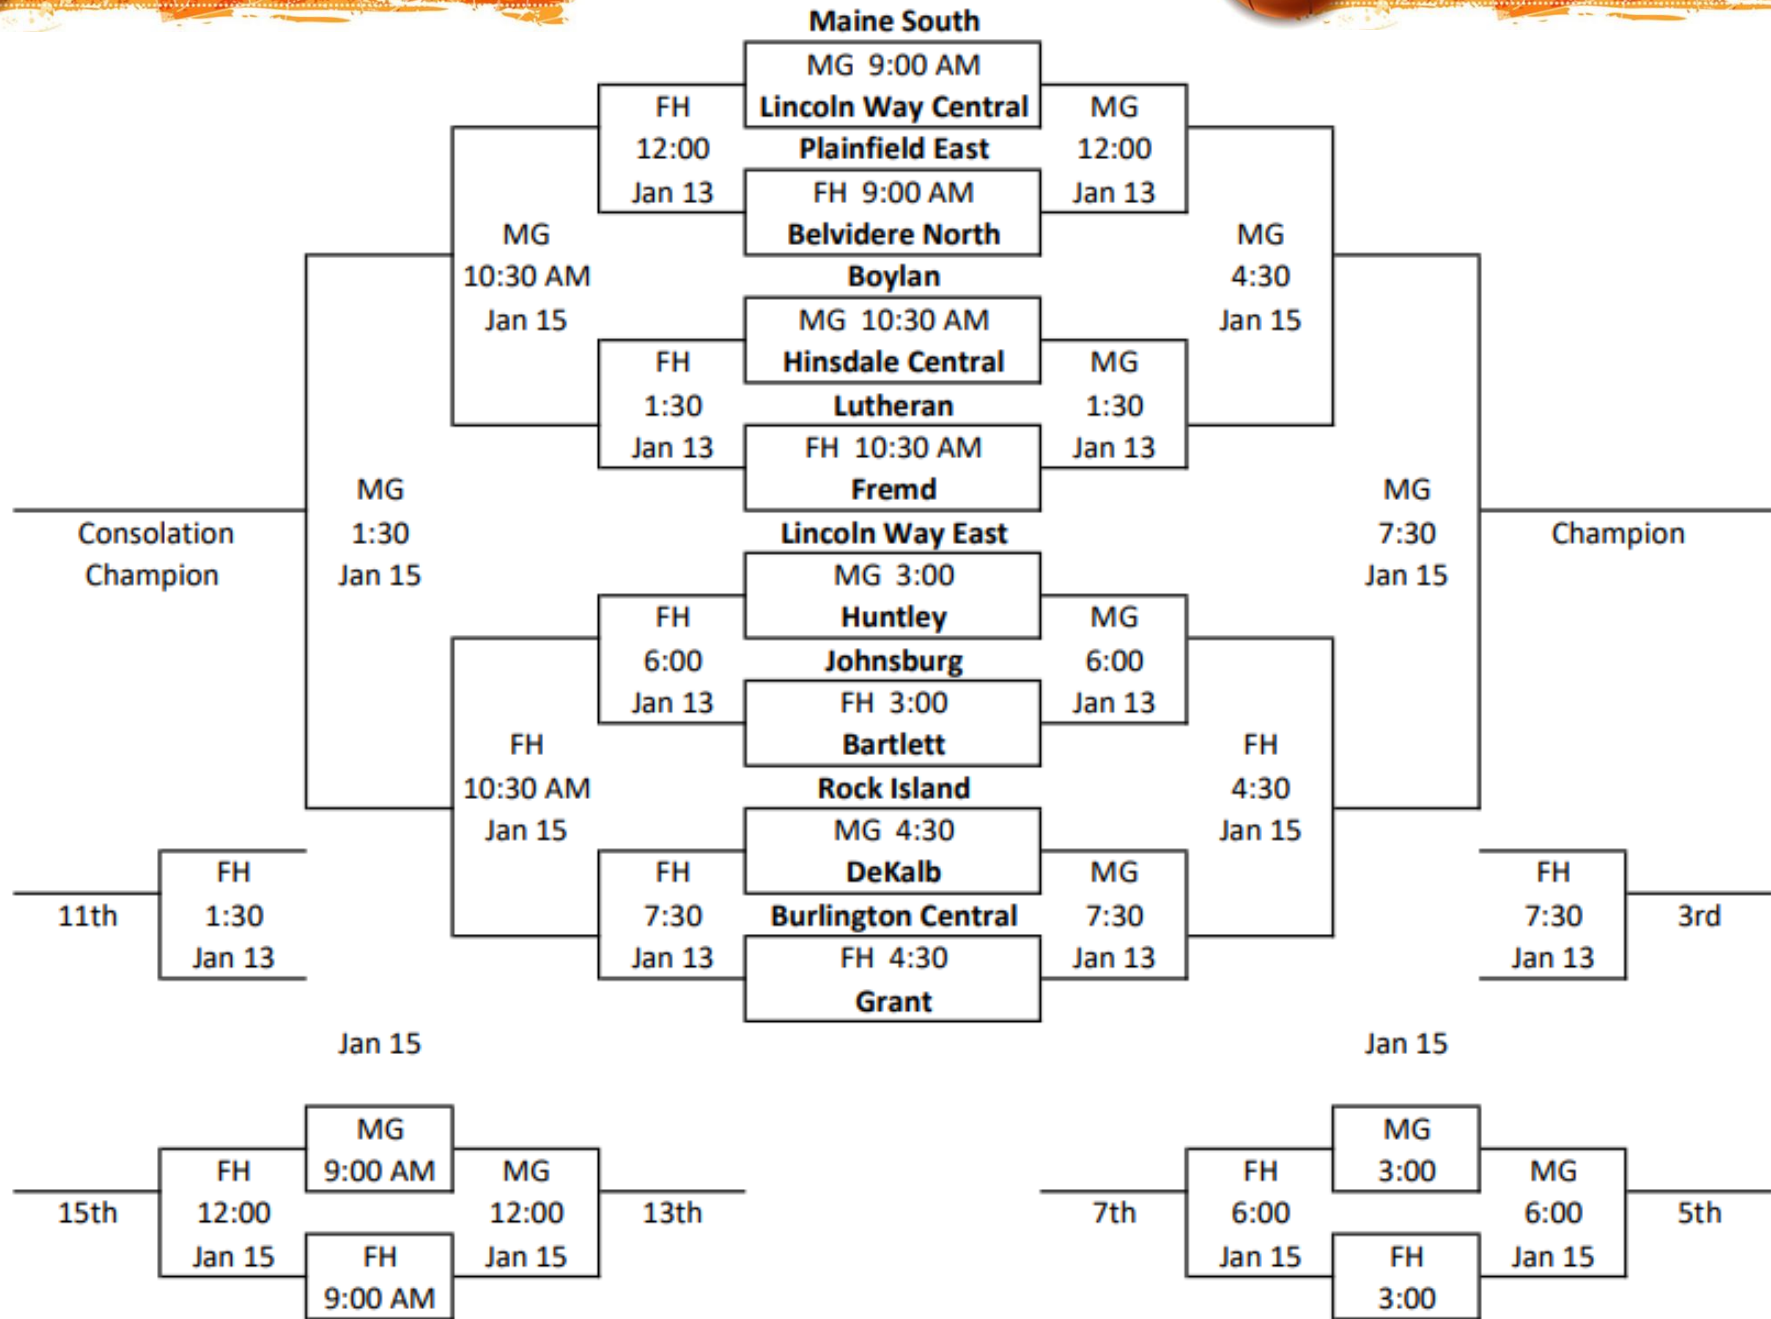 Maine South
MG 9:00 AM
FH Lincoln Way Central MG
12:00 Plainfield East 12:00
Jan 13 FH 9:00 AM Jan 13
MG Belvidere North MG
10:30 AM Boylan 4:30
Jan 15 MG 10:30 AM Jan 15
FH Hinsdale Central MG
1:30 Lutheran 1:30
Jan 13 FH 10:30 AM Jan 13
MG Fremd MG
Consolation 1:30 Lincoln Way East 7:30 Champion
Champion Jan 15 MG 3:00 Jan 15
FH Huntley MG
6:00 Johnsburg 6:00
Jan 13 FH 3:00 Jan 13
FH Bartlett FH
10:30 AM Rock Island 4:30
Jan 15 MG 4:30 Jan 15
FH FH DeKalb MG FH
11th 1:30 7:30 Burlington Central 7:30 7:30 3rd
Jan 13 Jan 13 FH 4:30 Jan 13 Jan 13
Grant
Jan 15 Jan 15
MG MG
FH 9:00 AM MG FH 3:00 MG
15th 12:00 12:00 13th 7th 6:00 6:00 5th
Jan 15 FH Jan 15 Jan 15 FH Jan 15
9:00 AM 3:00